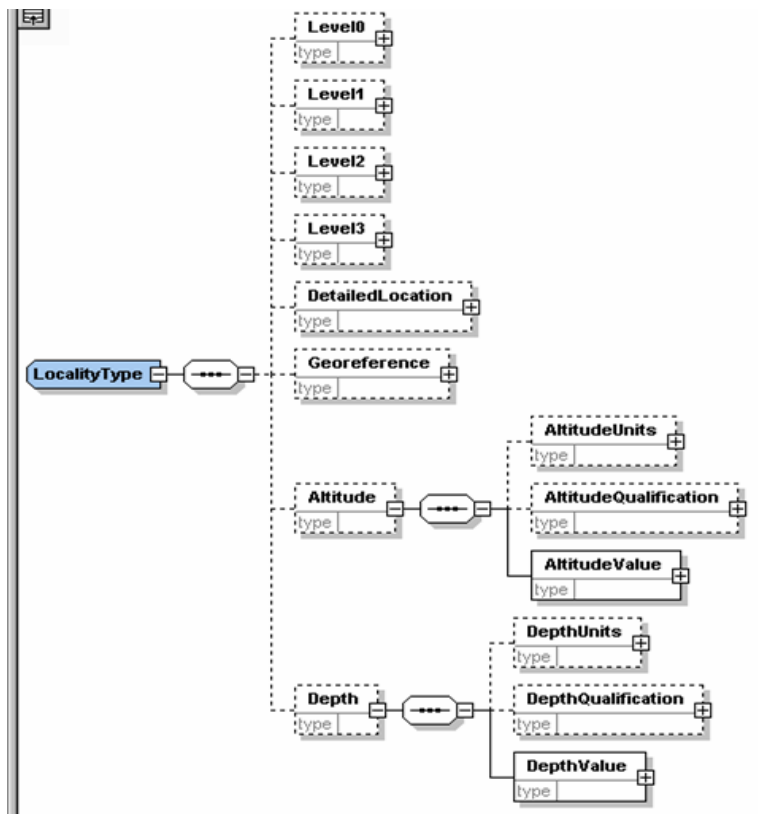 Level0
type
Level1
type
Level2
type
Level3
type
DetailedLocation
type
Georeference
type
LocalityType
AltitudeUnits
type
Altitude
type
AltitudeQualification
type
AltitudeValue
type
DepthUnits
type
Depth
type
DepthQualification
type
DepthValue
type